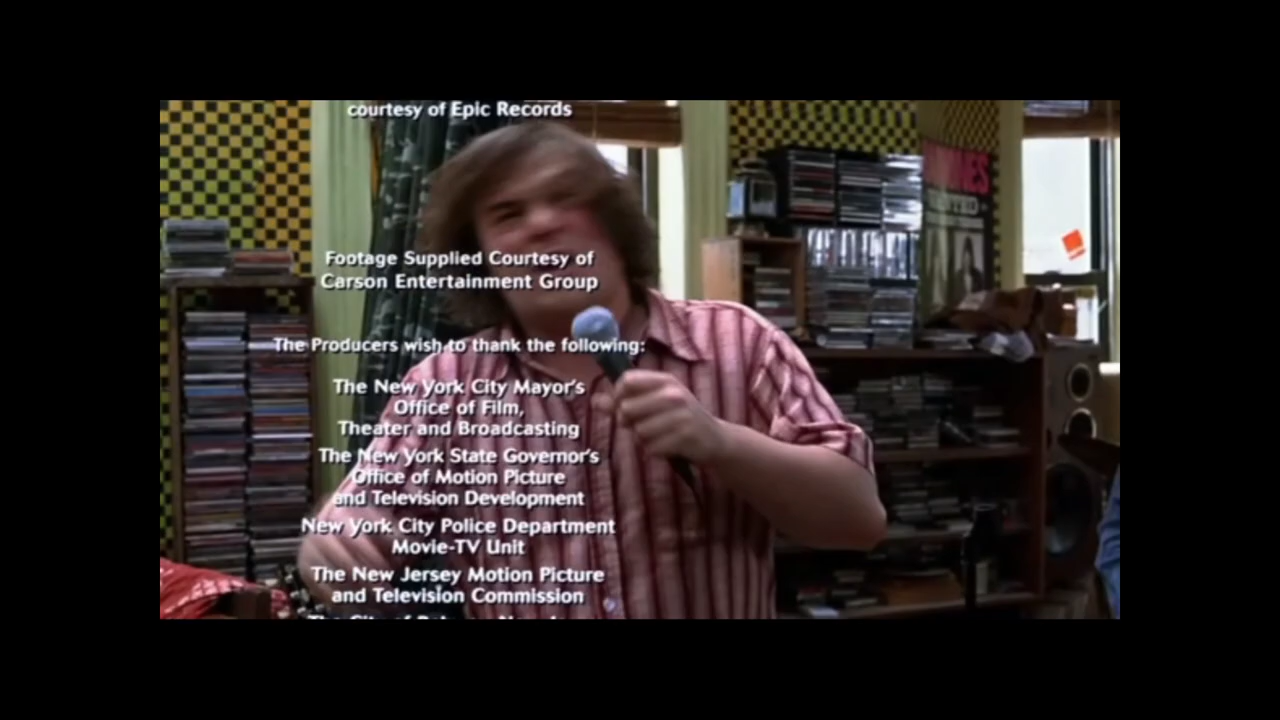 courtesy of Epic Records
Footage Supplied Courtesy of
Carson Entertainment Group
The Producers wish to thank the following:
The New York City Mayor's
Office of Film,
Theater and Broadcasting
The New York State Governor's
Office of Motion Picture
and Television Development
New York City Police Department
Movie-TV Unit
The New Jersey Motion Picture
and Television Commission
The City of